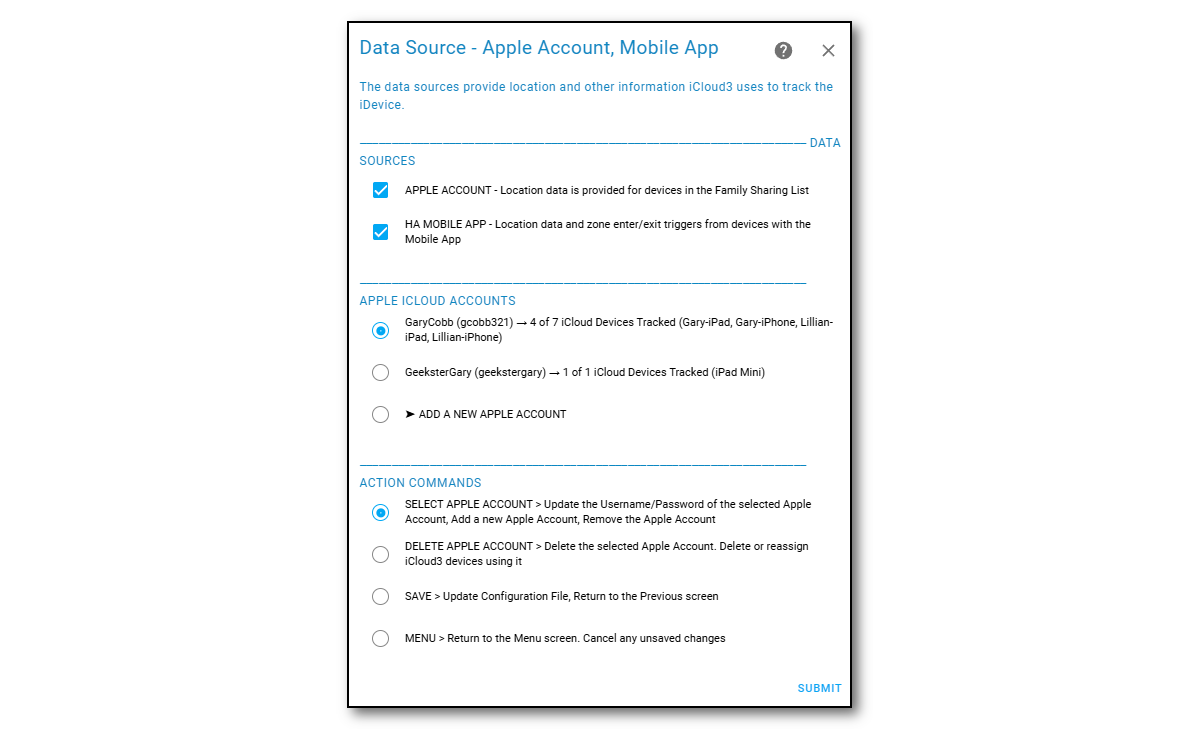 Data Source - Apple Account, Mobile App
The data sources provide location and other information iCloud3 uses to track the
iDevice.
DATA
SOURCES
APPLE ACCOUNT - Location data is provided for devices in the Family Sharing List
HA MOBILE APP - Location data and zone enter/exit triggers from devices with the
Mobile App
APPLE ICLOUD ACCOUNTS
GaryCobb (gcobb321) → 4 of 7 iCloud Devices Tracked (Gary-iPad, Gary-iPhone, Lillian-
iPad, Lillian-iPhone)
GeeksterGary (geekstergary) → 1 of 1 iCloud Devices Tracked (iPad Mini)
➤ ADD A NEW APPLE ACCOUNT
ACTION COMMANDS
SELECT APPLE ACCOUNT > Update the Username/Password of the selected Apple
Account, Add a new Apple Account, Remove the Apple Account
DELETE APPLE ACCOUNT > Delete the selected Apple Account. Delete or reassign
iCloud3 devices using it
SAVE > Update Configuration File, Return to the Previous screen
MENU > Return to the Menu screen. Cancel any unsaved changes
SUBMIT